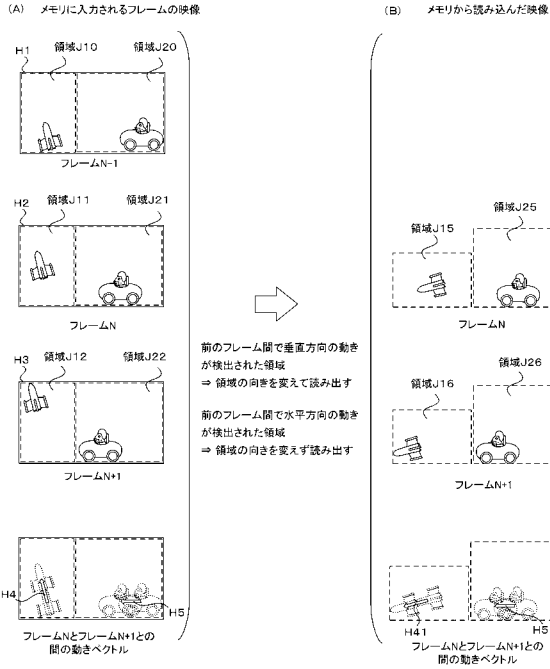 (A) メモリに入力されるフレームの映像
H1 領域J10 領域J20
フレームN-1
H2 領域J11 領域J21
フレームN
H3 領域J12 領域J22
フレームN+1
H4
H5
フレームNとフレームN+1との
間の動きベクトル
前のフレーム間で垂直方向の動き
が検出された領域
⇒ 領域の向きを変えて読み出す
前のフレーム間で水平方向の動き
が検出された領域
⇒ 領域の向きを変えず読み出す
(B) メモリから読み込んだ映像
領域J25
領域J15
フレームN
領域J26
領域J16
フレームN+1
H41
H5
フレームNとフレームN+1との
間の動きベクトル